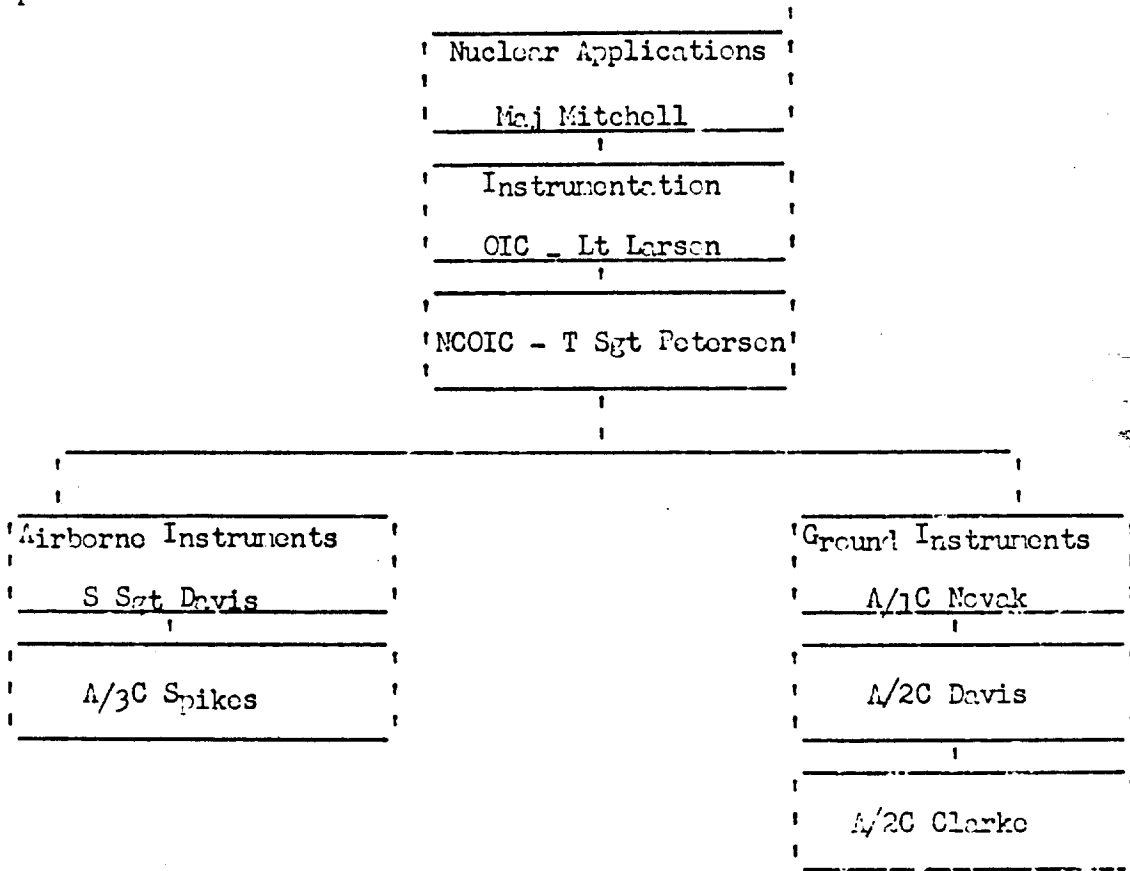 Nuclear Applications
Maj Mitchell
Instrumentation
OIC - Lt Larsen
NCOIC - T Sgt Petersen
Airborne Instruments
S Sgt Davis
A/3C Spikes
Ground Instruments
A/1C Novak
A/2C Davis
A/2C Clarke